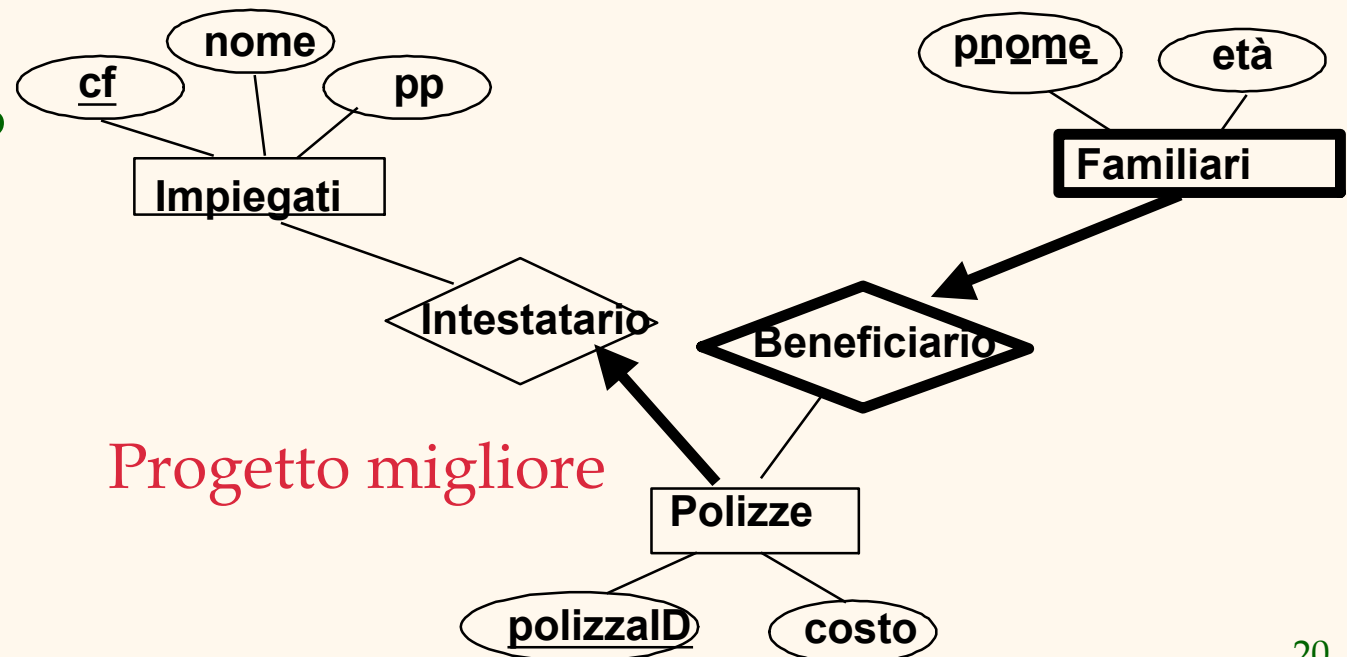 nome
cf
pp
Impiegati
pnome
età
Familiari
Intestatario
Beneficiario
Progetto migliore
Polizze
polizzaID
costo
20